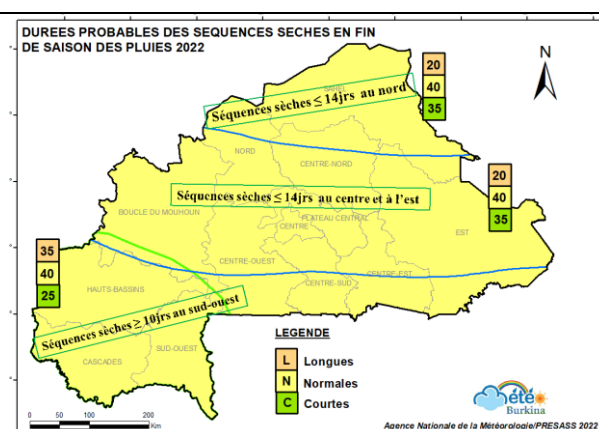 DUREES PROBABLES DES SEQUENCES SECHES EN FIN
DE SAISON DES PLUIES 2022
N
20
40
35
SAHEL
Séquences sèches ≤ 14jrs au nord
NORD
CENTRE-NORD
20
40
35
Séquences sèches ≤ 14jrs au centre et à l'est
BOUCLE DU MOUHOUN
PLATEAU CENTRAL
CENTRE
EST
35
40
25
CENTRE-OUEST
CENTRE-EST
CENTRE-SUD
HAUTS-BASSINS
Séquences sèches ≥ 10jrs au sud-ouest
SUD-OUEST
CASCADES
LEGENDE
L Longues
N Normales
C Courtes
0 50 100 200
Km
météo
Burkina
Agence Nationale de la Météorologie/PRESASS 2022